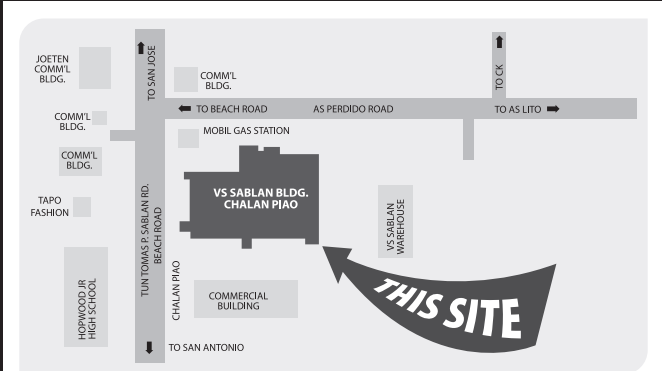 JOETEN
COMM'L
BLDG.
TO SAN JOSE
COMM'L
BLDG.
TO CK
TO BEACH ROAD
AS PERDIDO ROAD
TO AS LITO
COMM'L
BLDG.
MOBIL GAS STATION
COMM'L
BLDG.
VS SABLAN BLDG.
CHALAN PIAO
TAPO
FASHION
TUN TOMAS P. SABLAN RD.
BEACH ROAD
VS SABLAN
WAREHOUSE
CHALAN PIAO
HOPWOOD JR
HIGH SCHOOL
COMMERCIAL
BUILDING
THIS SITE
TO SAN ANTONIO